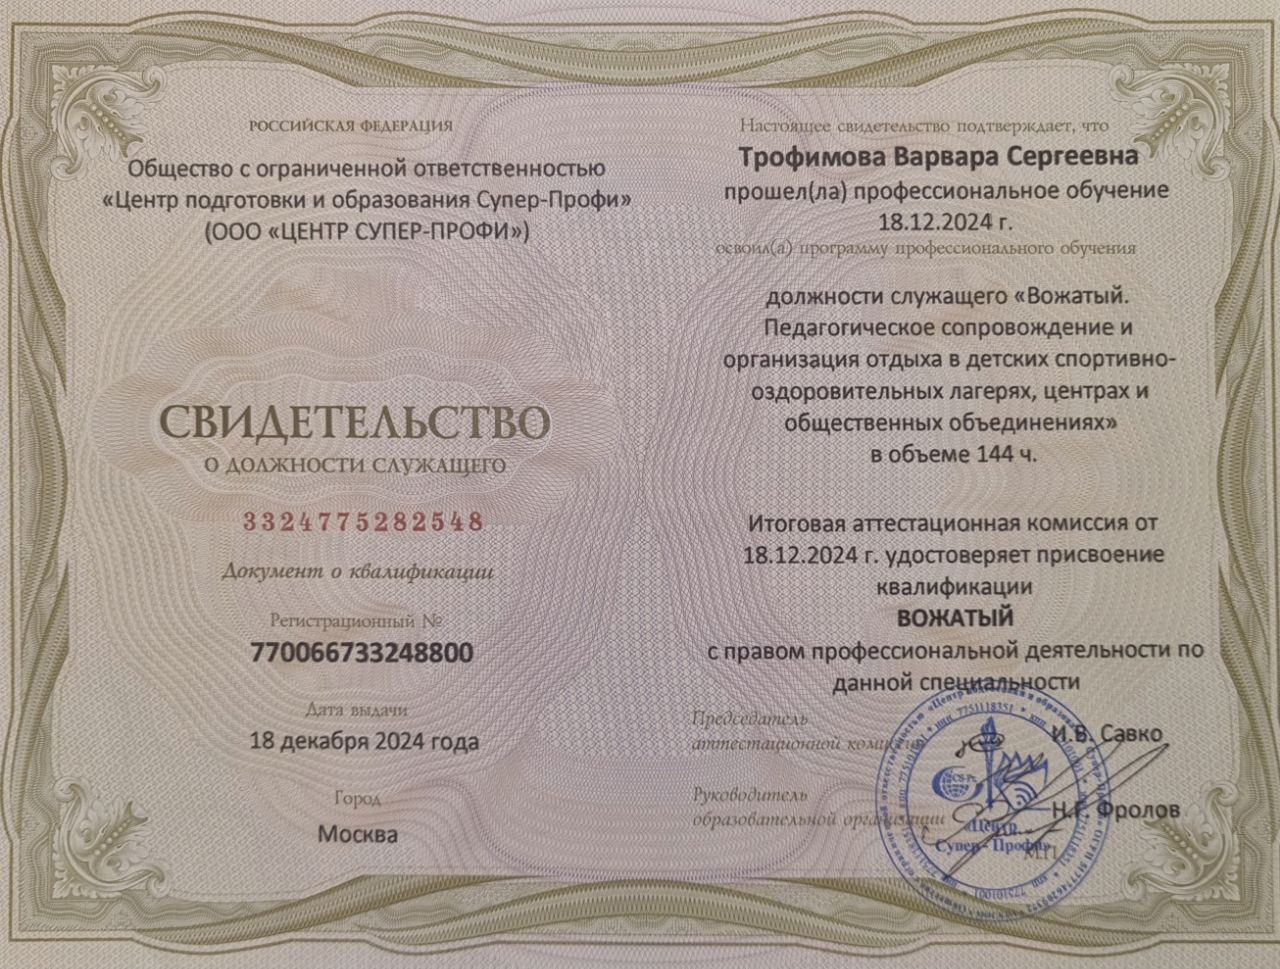 РОССИЙСКАЯ ФЕДЕРАЦИЯ
Общество с ограниченной ответственностью
«Центр подготовки и образования Супер-Профи»
(ООО «ЦЕНТР СУПЕР-ПРОФИ»)
СВИДЕТЕЛЬСТВО
О ДОЛЖНОСТИ СЛУЖАЩЕГО
3324775282548
Документ о квалификации
Регистрационный №
770066733248800
Дата выдачи
18 декабря 2024 года
Город
Москва
Настоящее свидетельство подтверждает, что
Трофимова Варвара Сергеевна
прошел(ла) профессиональное обучение
18.12.2024 г.
освоил(а) программу профессионального обучения
должности служащего «Вожатый.
Педагогическое сопровождение и
организация отдыха в детских спортивно-
оздоровительных лагерях, центрах и
общественных объединениях»
в объеме 144 ч.
Итоговая аттестационная комиссия от
18.12.2024 г. удостоверяет присвоение
квалификации
ВОЖАТЫЙ
с правом профессиональной деятельности по
данной специальности
Председатель
аттестационной комиссии
И.В. Савко
Руководитель
образовательной организации
Н.Г. Фролов
М.П.
«Центр
Супер-Профи»